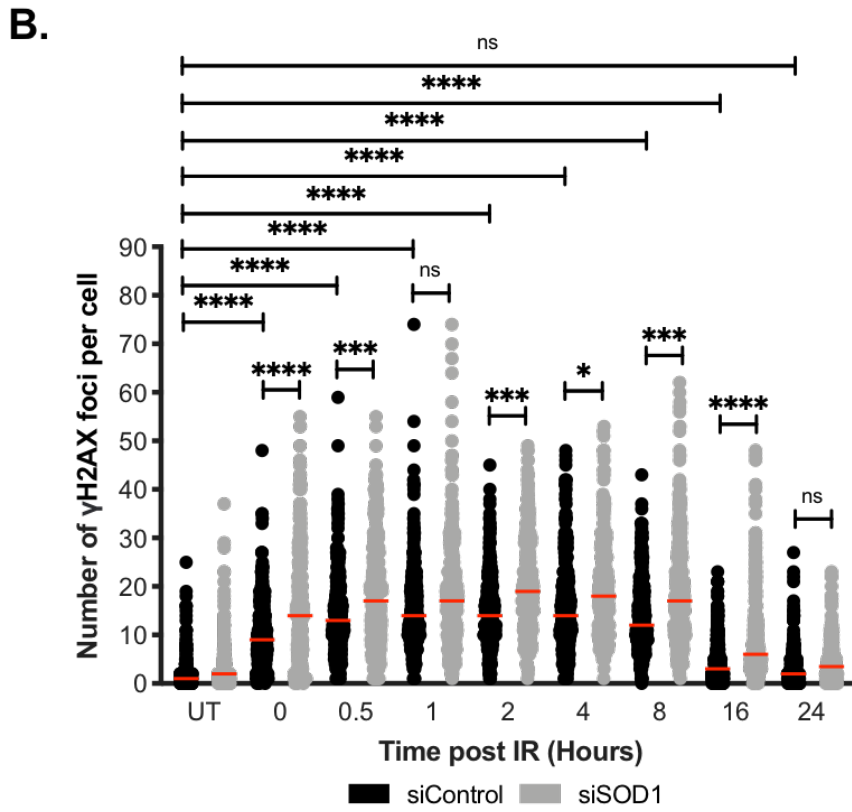 B.
ns
****
****
****
****
****
****
****
ns
****
***
***
*
***
****
ns
Number of γH2AX foci per cell
90
80
70
60
50
40
30
20
10
0
UT 0 0.5 1 2 4 8 16 24
Time post IR (Hours)
siControl siSOD1